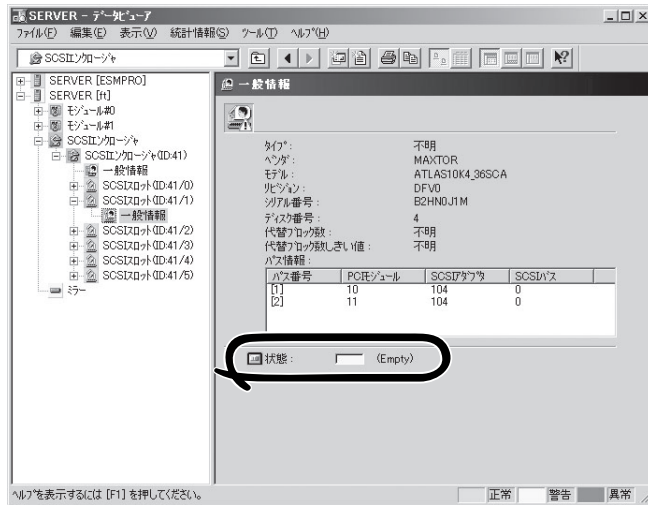 SERVER - ﾃﾞｰﾀﾋﾞｭｰｱ
ﾌｧｲﾙ(F) 編集(E) 表示(V) 統計情報(S) ﾂｰﾙ(T) ﾍﾙﾌﾟ(H)
SCSIｴﾝｸﾛｰｼﾞｬ
SERVER [ESMPRO]
SERVER [ft]
ﾓｼﾞｭｰﾙ#0
ﾓｼﾞｭｰﾙ#1
SCSIｴﾝｸﾛｰｼﾞｬ
SCSIｴﾝｸﾛｰｼﾞｬ(ID:41)
一般情報
SCSIｽﾛｯﾄ(ID:41/0)
SCSIｽﾛｯﾄ(ID:41/1)
一般情報
SCSIｽﾛｯﾄ(ID:41/2)
SCSIｽﾛｯﾄ(ID:41/3)
SCSIｽﾛｯﾄ(ID:41/4)
SCSIｽﾛｯﾄ(ID:41/5)
ﾐﾗｰ
一般情報
ﾀｲﾌﾟ: 不明
ﾍﾞﾝﾀﾞ: MAXTOR
ﾓﾃﾞﾙ: ATLAS10K4_36SCA
ﾘﾋﾞｼﾞｮﾝ: DFV0
ｼﾘｱﾙ番号: B2HN0J1M
ﾃﾞｨｽｸ番号: 4
代替ﾌﾞﾛｯｸ数: 不明
代替ﾌﾞﾛｯｸ数しきい値: 不明
ﾊﾟｽ情報:
ﾊﾟｽ番号 PCIﾓｼﾞｭｰﾙ SCSIｱﾀﾞﾌﾟﾀ SCSIﾊﾞｽ
[1] 10 104 0
[2] 11 104 0
状態: (Empty)
ﾍﾙﾌﾟを表示するには [F1] を押してください。 正常 警告 異常